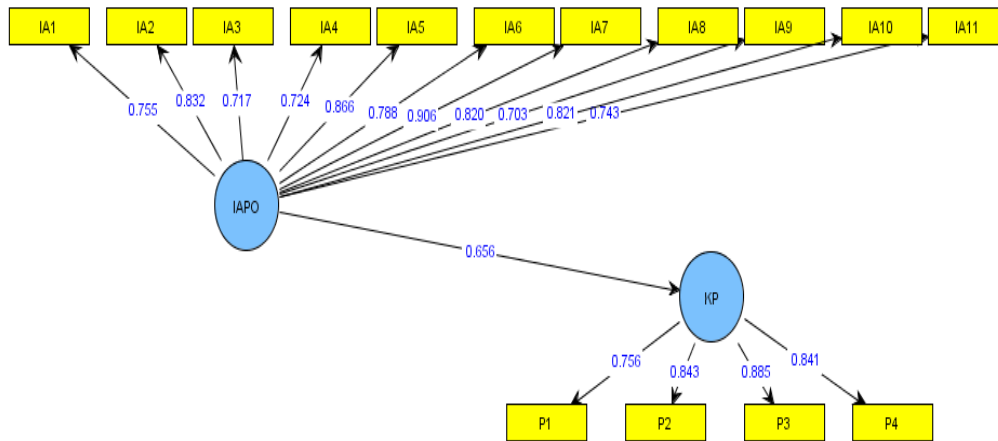 IA1 IA2 IA3 IA4 IA5 IA6 IA7 IA8 IA9 IA10 IA11
0.755 0.832 0.717 0.724 0.866 0.788 0.906 0.820 0.703 0.821 0.743
IAPO
0.656
KP
0.756 0.843 0.885 0.841
P1 P2 P3 P4